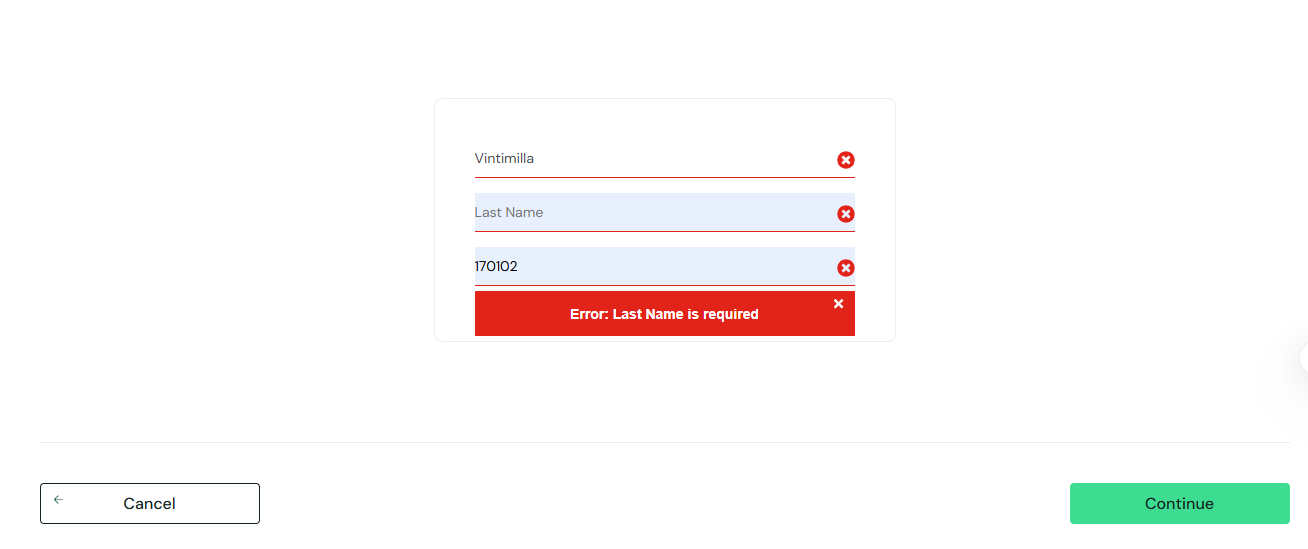 Vintimilla
Last Name
170102
Error: Last Name is required
Cancel
Continue